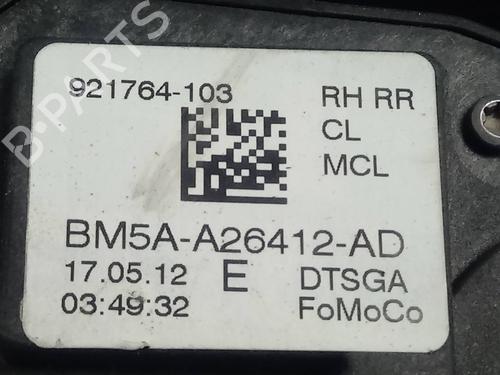 921764-103 RH RR
CL
MCL
BM5A-A26412-AD
17.05.12 E DTSGA
03:49:32 FoMoCo
B-PARTS